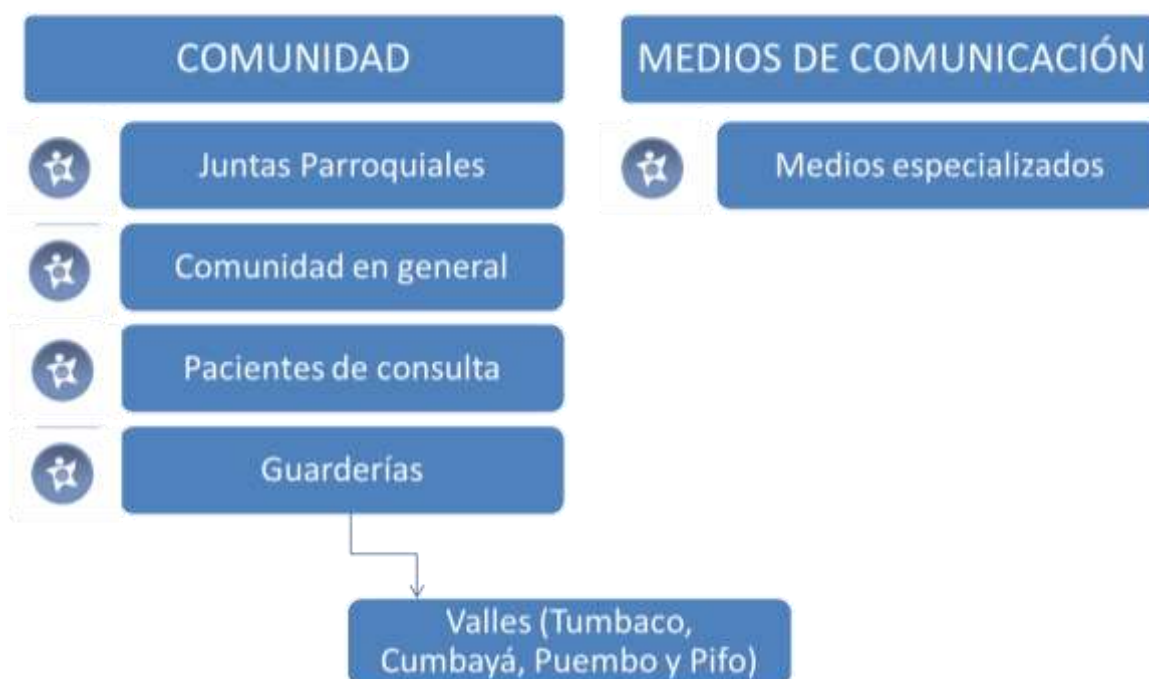 COMUNIDAD
Juntas Parroquiales
Comunidad en general
Pacientes de consulta
Guarderías
Valles (Tumbaco,
Cumbayá, Puembo y Pifo)
MEDIOS DE COMUNICACIÓN
Medios especializados